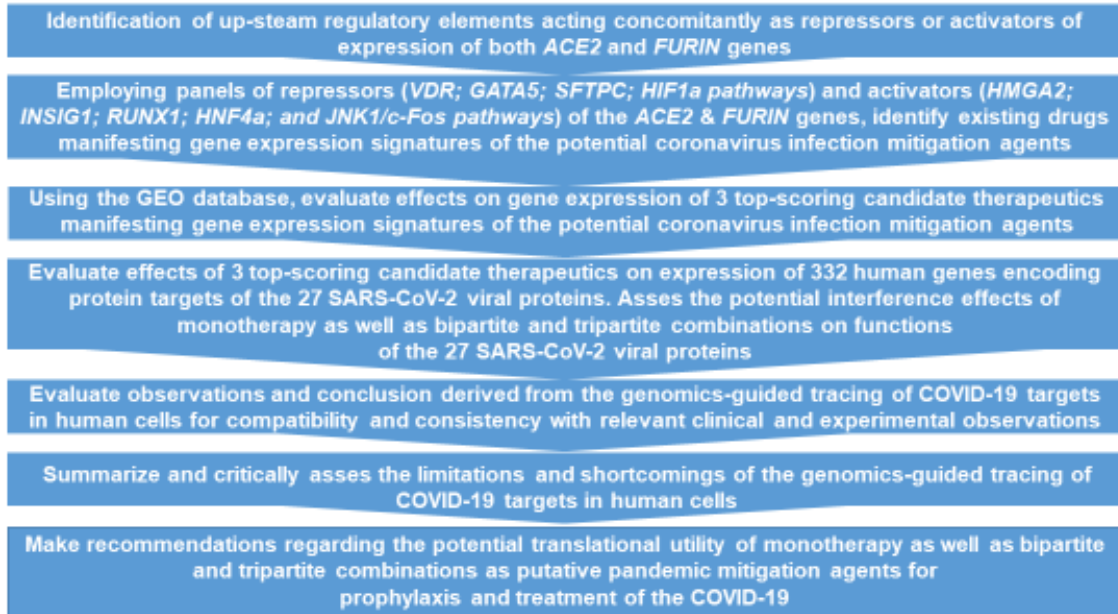 Identification of up-steam regulatory elements acting concomitantly as repressors or activators of
expression of both ACE2 and FURIN genes
Employing panels of repressors (VDR; GATA5; SFTPC; HIF1a pathways) and activators (HMGA2;
INSIG1; RUNX1; HNF4a; and JNK1/c-Fos pathways) of the ACE2 & FURIN genes, identify existing drugs
manifesting gene expression signatures of the potential coronavirus infection mitigation agents
Using the GEO database, evaluate effects on gene expression of 3 top-scoring candidate therapeutics
manifesting gene expression signatures of the potential coronavirus infection mitigation agents
Evaluate effects of 3 top-scoring candidate therapeutics on expression of 332 human genes encoding
protein targets of the 27 SARS-CoV-2 viral proteins. Asses the potential interference effects of
monotherapy as well as bipartite and tripartite combinations on functions
of the 27 SARS-CoV-2 viral proteins
Evaluate observations and conclusion derived from the genomics-guided tracing of COVID-19 targets
in human cells for compatibility and consistency with relevant clinical and experimental observations
Summarize and critically asses the limitations and shortcomings of the genomics-guided tracing of
COVID-19 targets in human cells
Make recommendations regarding the potential translational utility of monotherapy as well as bipartite
and tripartite combinations as putative pandemic mitigation agents for
prophylaxis and treatment of the COVID-19